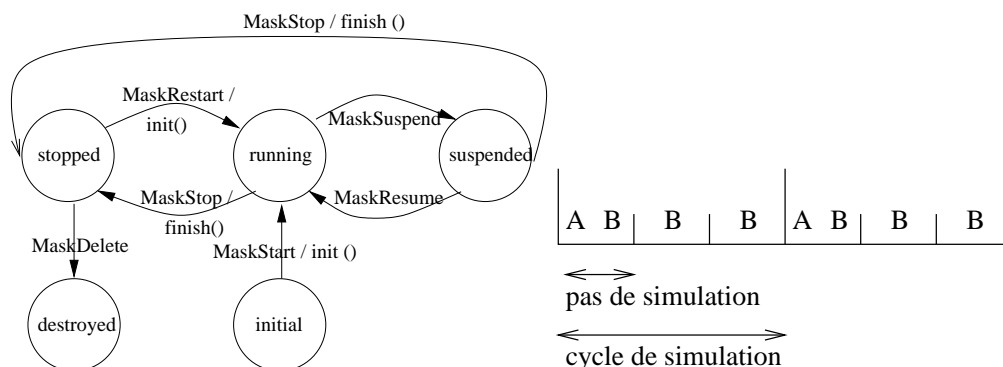 MaskStop / finish ()
MaskRestart /
init()
MaskSuspend
stopped
running
suspended
MaskStop /
finish()
MaskResume
MaskDelete
MaskStart / init ()
destroyed
initial
A B B B A B B B
pas de simulation
cycle de simulation